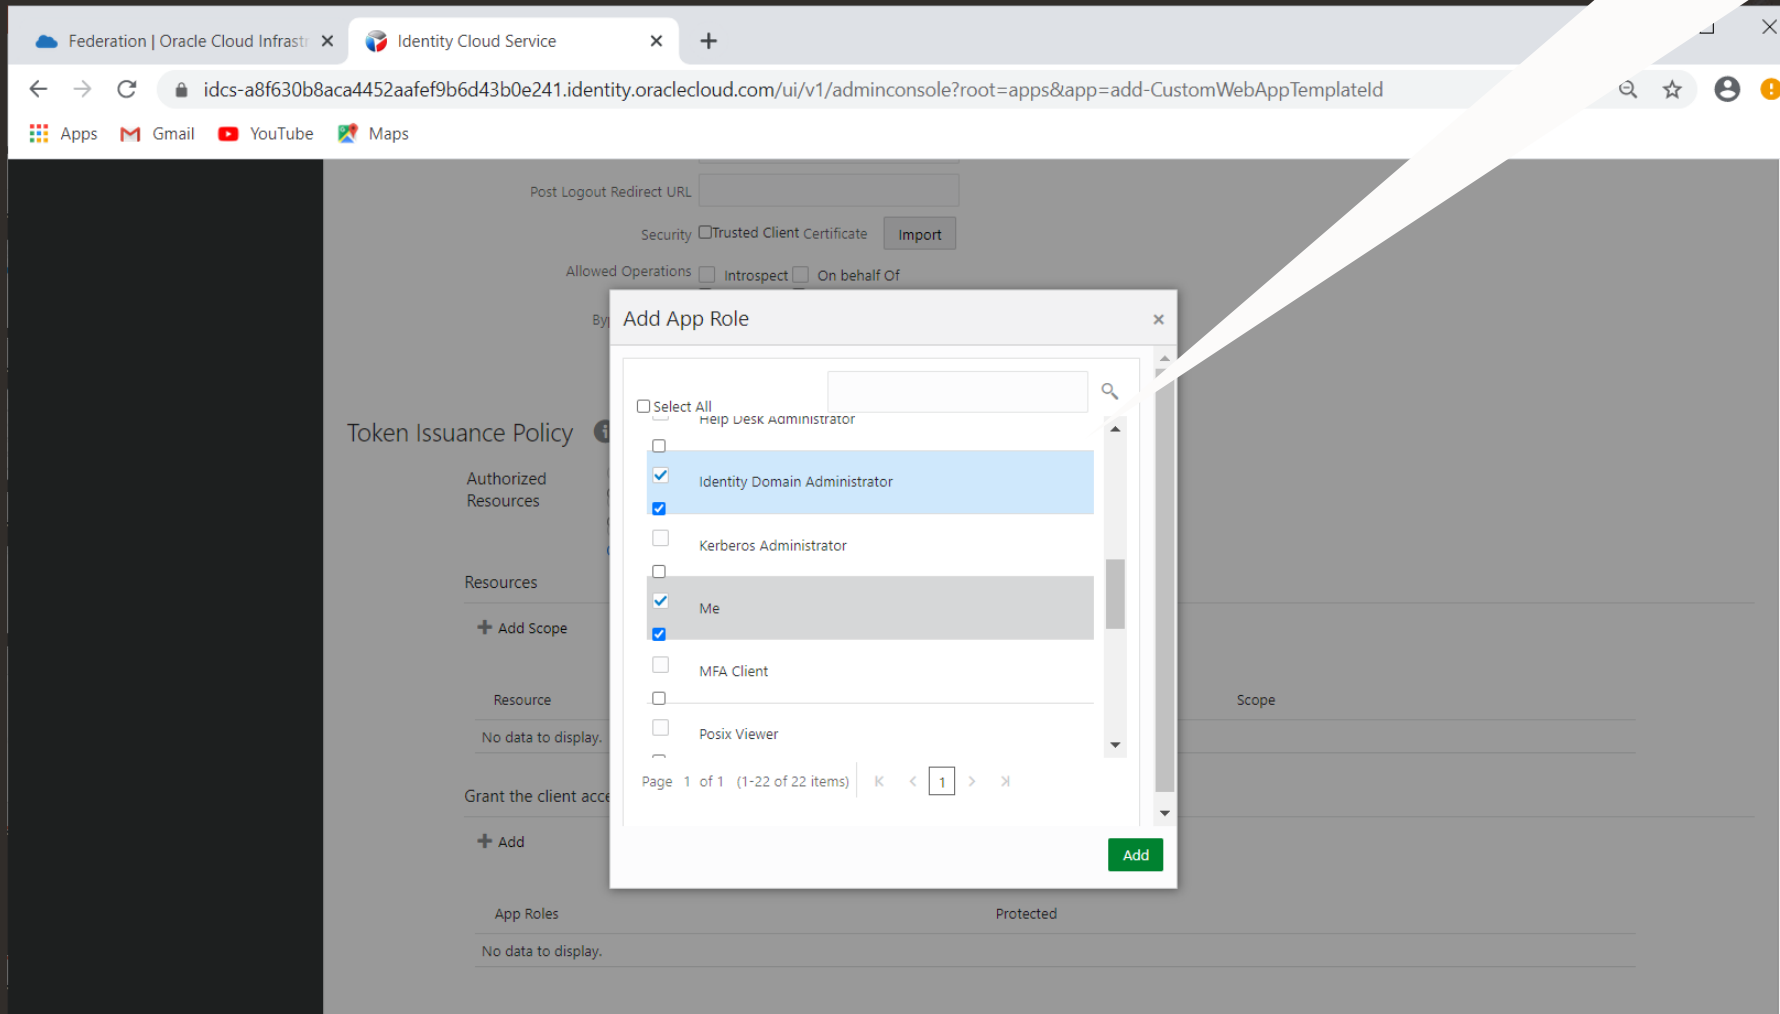 Federation | Oracle Cloud Infrastr
Identity Cloud Service
idcs-a8f630b8aca4452aafef9b6d43b0e241.identity.oraclecloud.com/ui/v1/adminconsole?root=apps&app=add-CustomWebAppTemplateId
Apps Gmail YouTube Maps
Post Logout Redirect URL
Security Trusted Client Certificate Import
Allowed Operations Introspect On behalf Of
Add App Role
Select All
Help Desk Administrator
Token Issuance Policy
Authorized
Resources
Identity Domain Administrator
Kerberos Administrator
Resources
Me
Add Scope
MFA Client
Resource Scope
Posix Viewer
No data to display.
Page 1 of 1 (1-22 of 22 items) K < 1 >
Grant the client
Add
Add
App Roles Protected
No data to display.